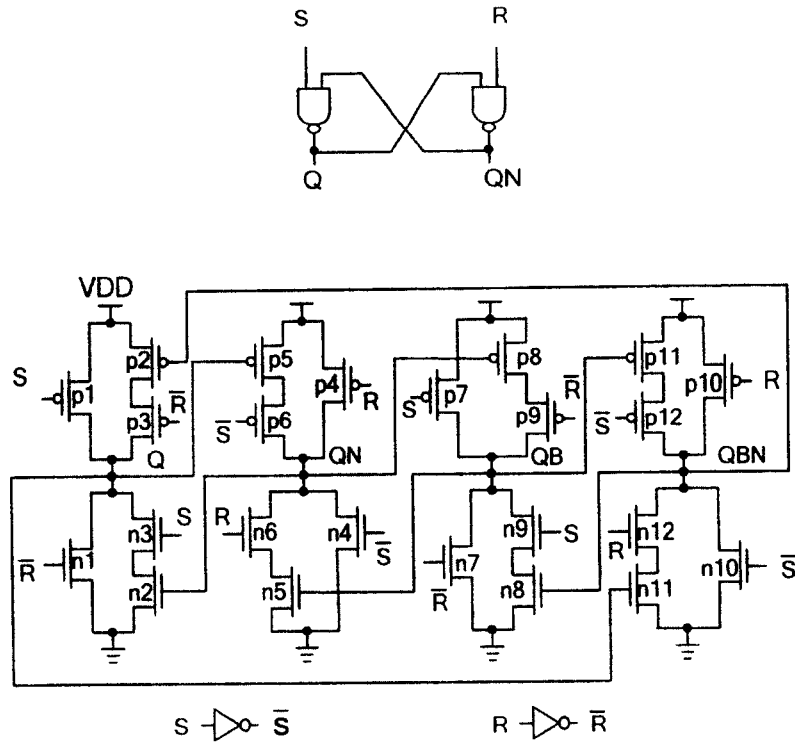 S R
Q QN
VDD
S p1 p2 p3 R̅ Q
p5 p6 S̅ p4 R QN
S p7 p8 p9 R̅ QB
p11 p12 S̅ p10 R QBN
R̅ n1 n3 S n2
R n6 n4 S̅ n5
n7 R̅ n9 S n8
n12 R n11 n10 S̅
S S̅ R R̅